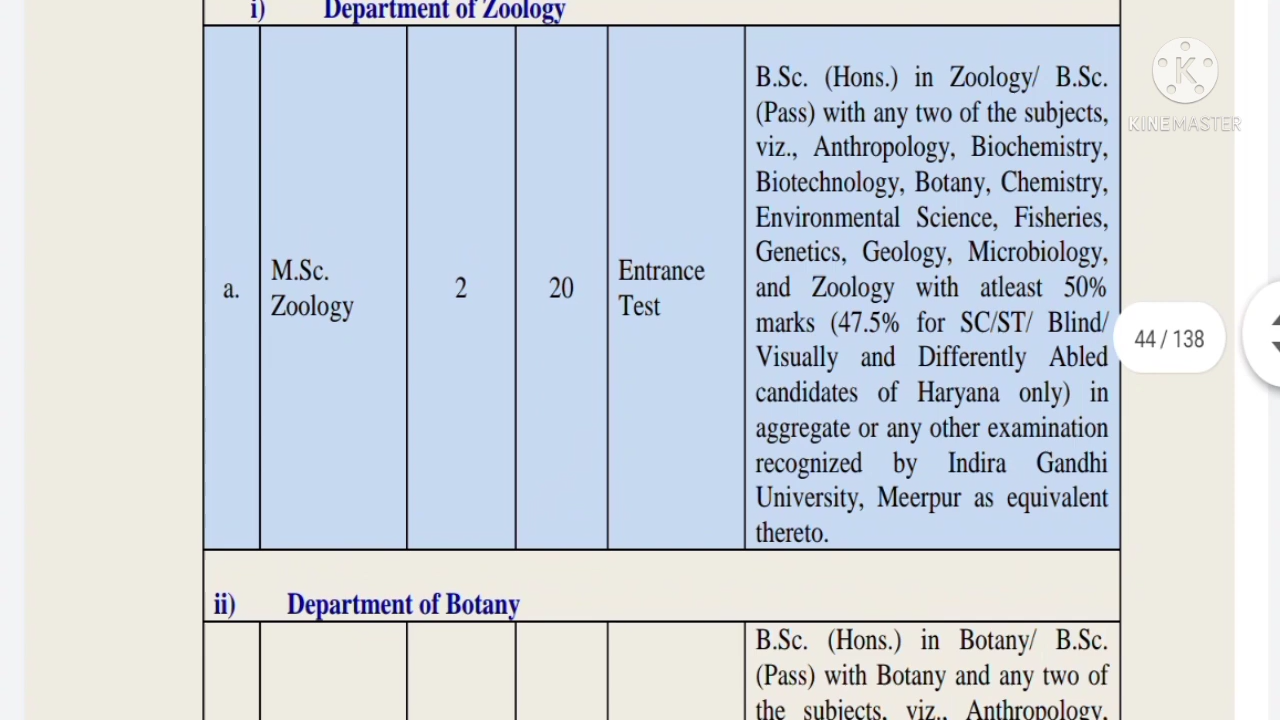 i) Department of Zoology
B.Sc. (Hons.) in Zoology/ B.Sc.
(Pass) with any two of the subjects,
viz., Anthropology, Biochemistry,
Biotechnology, Botany, Chemistry,
Environmental Science, Fisheries,
Genetics, Geology, Microbiology,
and Zoology with atleast 50%
marks (47.5% for SC/ST/ Blind/
Visually and Differently Abled
candidates of Haryana only) in
aggregate or any other examination
recognized by Indira Gandhi
University, Meerpur as equivalent
thereto.
a.
M.Sc.
Zoology
2
20
Entrance
Test
K
KINEMASTER
44 / 138
ii) Department of Botany
B.Sc. (Hons.) in Botany/ B.Sc.
(Pass) with Botany and any two of
the subjects, viz., Anthropology,